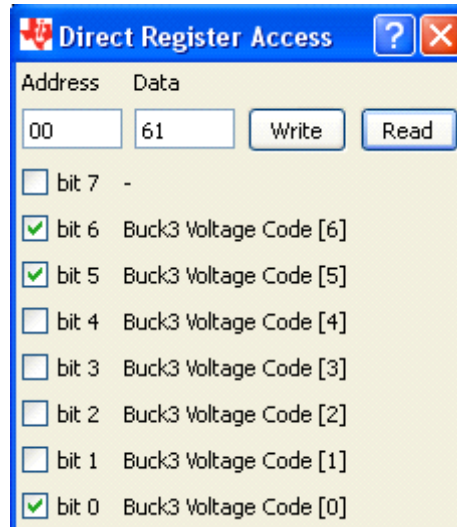 Direct Register Access
Address Data
00 61 Write Read
bit 7 -
bit 6 Buck3 Voltage Code [6]
bit 5 Buck3 Voltage Code [5]
bit 4 Buck3 Voltage Code [4]
bit 3 Buck3 Voltage Code [3]
bit 2 Buck3 Voltage Code [2]
bit 1 Buck3 Voltage Code [1]
bit 0 Buck3 Voltage Code [0]